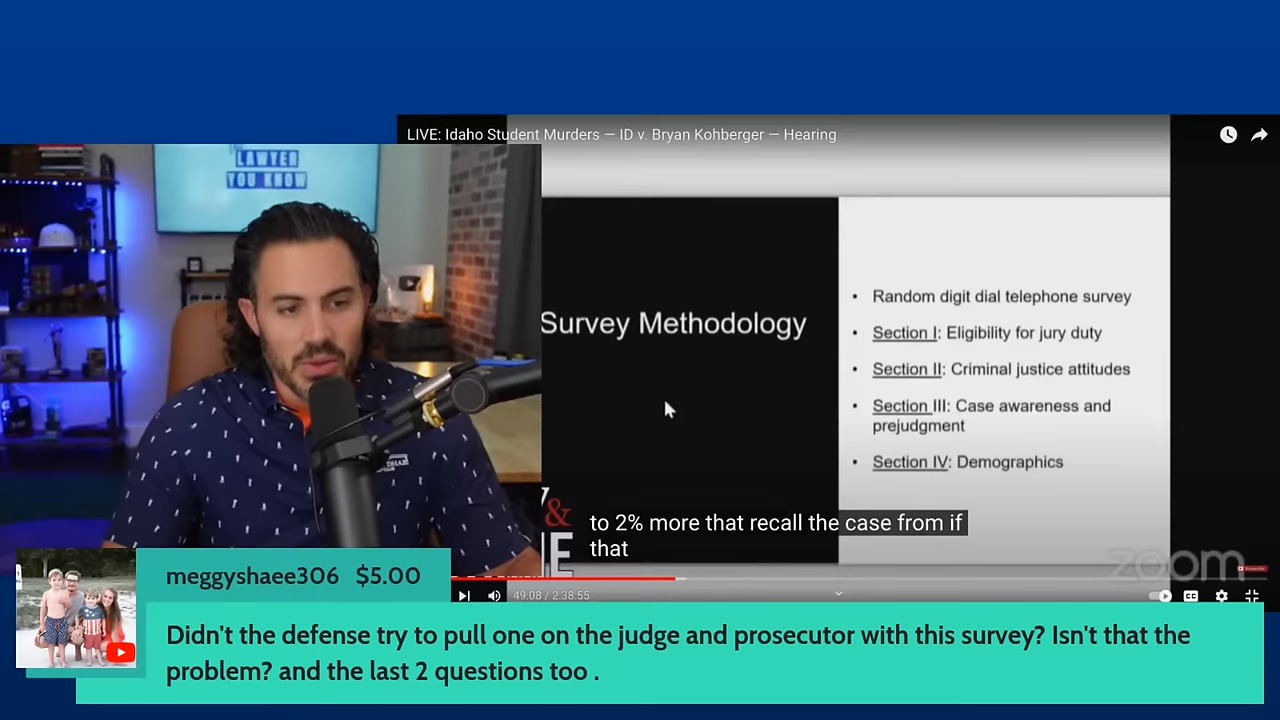 LIVE: Idaho Student Murders — ID v. Bryan Kohberger — Hearing
LAWYER
YOU KNOW
Survey Methodology
• Random digit dial telephone survey
• Section I: Eligibility for jury duty
• Section II: Criminal justice attitudes
• Section III: Case awareness and
prejudgment
• Section IV: Demographics
&
to 2% more that recall the case from if
that
zoom
49:08 / 2:38:55
CC
meggyshaee306 $5.00
Didn't the defense try to pull one on the judge and prosecutor with this survey? Isn't that the
problem? and the last 2 questions too .